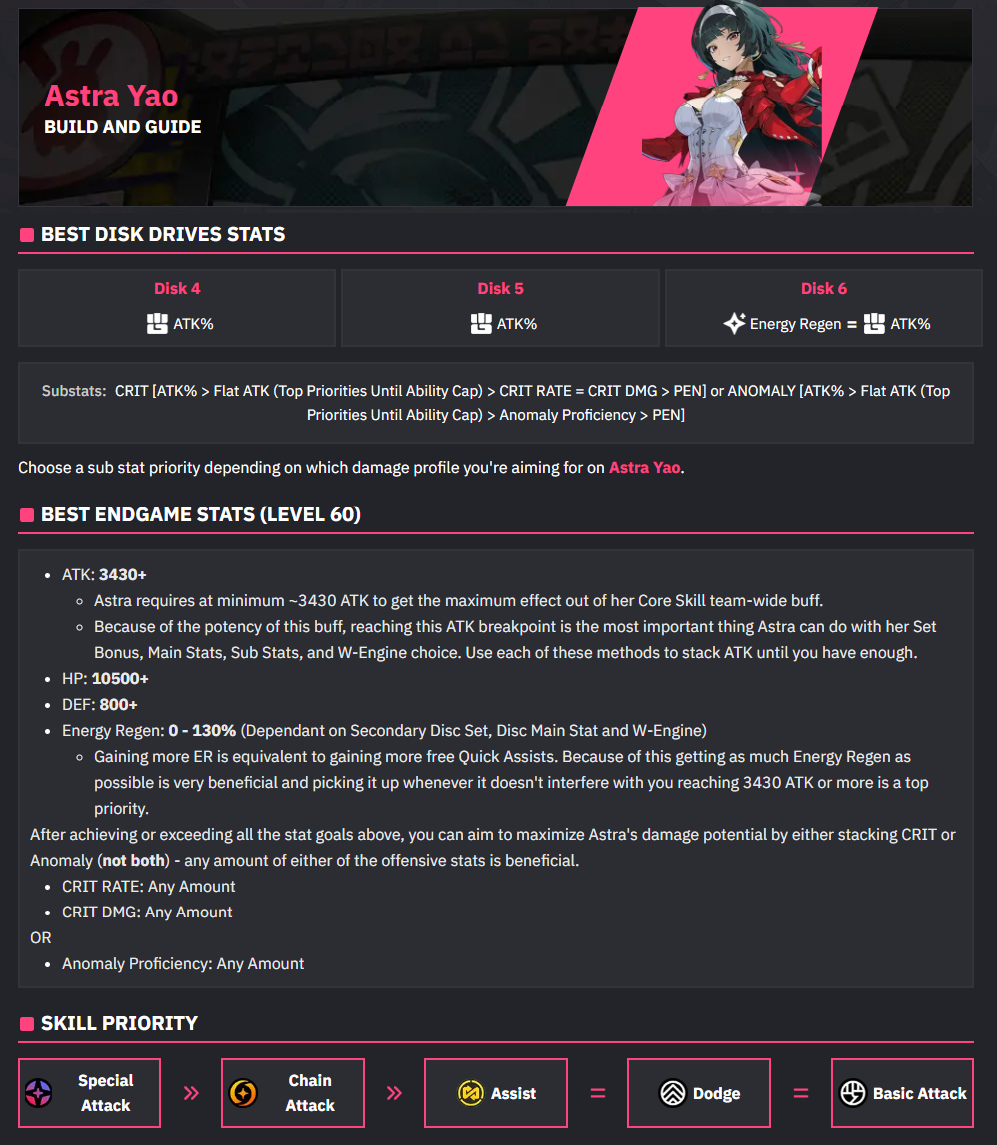 Astra Yao
BUILD AND GUIDE
BEST DISK DRIVES STATS
Disk 4
ATK%
Disk 5
ATK%
Disk 6
Energy Regen = ATK%
Substats: CRIT [ATK% > Flat ATK (Top Priorities Until Ability Cap) > CRIT RATE = CRIT DMG > PEN] or ANOMALY [ATK% > Flat ATK (Top
Priorities Until Ability Cap) > Anomaly Proficiency > PEN]
Choose a sub stat priority depending on which damage profile you're aiming for on Astra Yao.
BEST ENDGAME STATS (LEVEL 60)
• ATK: 3430+
◦ Astra requires at minimum ~3430 ATK to get the maximum effect out of her Core Skill team-wide buff.
◦ Because of the potency of this buff, reaching this ATK breakpoint is the most important thing Astra can do with her Set
Bonus, Main Stats, Sub Stats, and W-Engine choice. Use each of these methods to stack ATK until you have enough.
• HP: 10500+
• DEF: 800+
• Energy Regen: 0 - 130% (Dependant on Secondary Disc Set, Disc Main Stat and W-Engine)
◦ Gaining more ER is equivalent to gaining more free Quick Assists. Because of this getting as much Energy Regen as
possible is very beneficial and picking it up whenever it doesn't interfere with you reaching 3430 ATK or more is a top
priority.
After achieving or exceeding all the stat goals above, you can aim to maximize Astra's damage potential by either stacking CRIT or
Anomaly (not both) - any amount of either of the offensive stats is beneficial.
• CRIT RATE: Any Amount
• CRIT DMG: Any Amount
OR
• Anomaly Proficiency: Any Amount
SKILL PRIORITY
Special
Attack
»
Chain
Attack
»
Assist
=
Dodge
=
Basic Attack